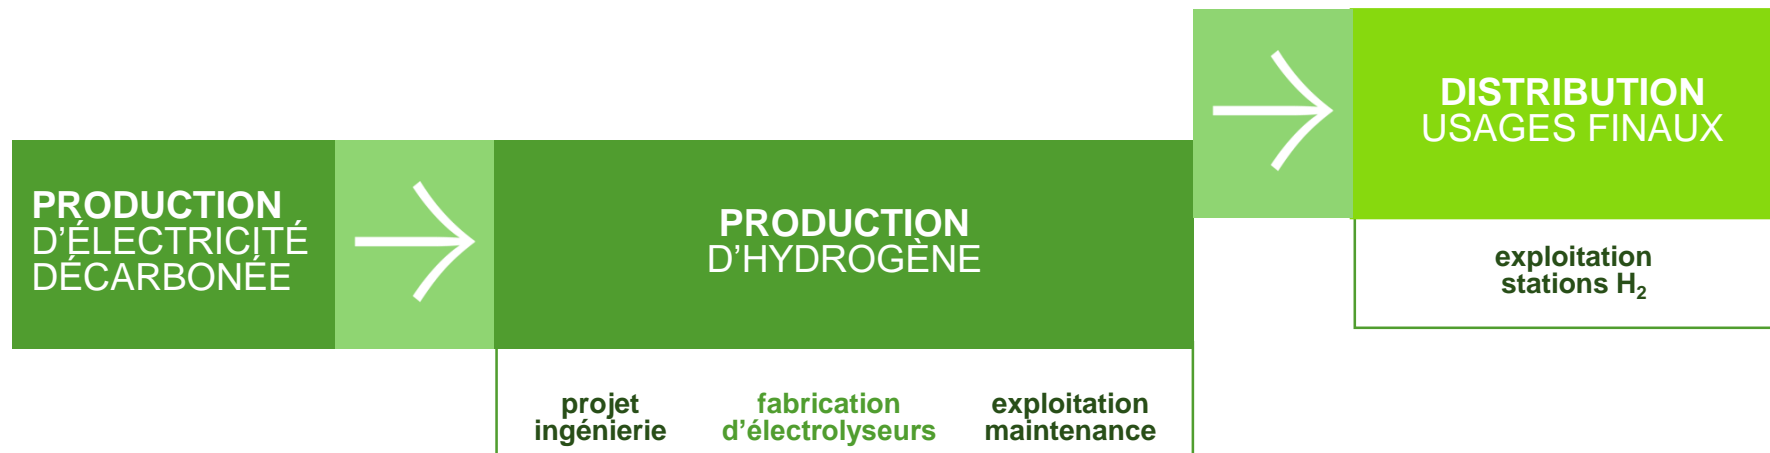 PRODUCTION
D’ÉLECTRICITÉ
DÉCARBONÉE
PRODUCTION
D’HYDROGÈNE
projet
ingénierie
fabrication
d’électrolyseurs
exploitation
maintenance
DISTRIBUTION
USAGES FINAUX
exploitation
stations H₂